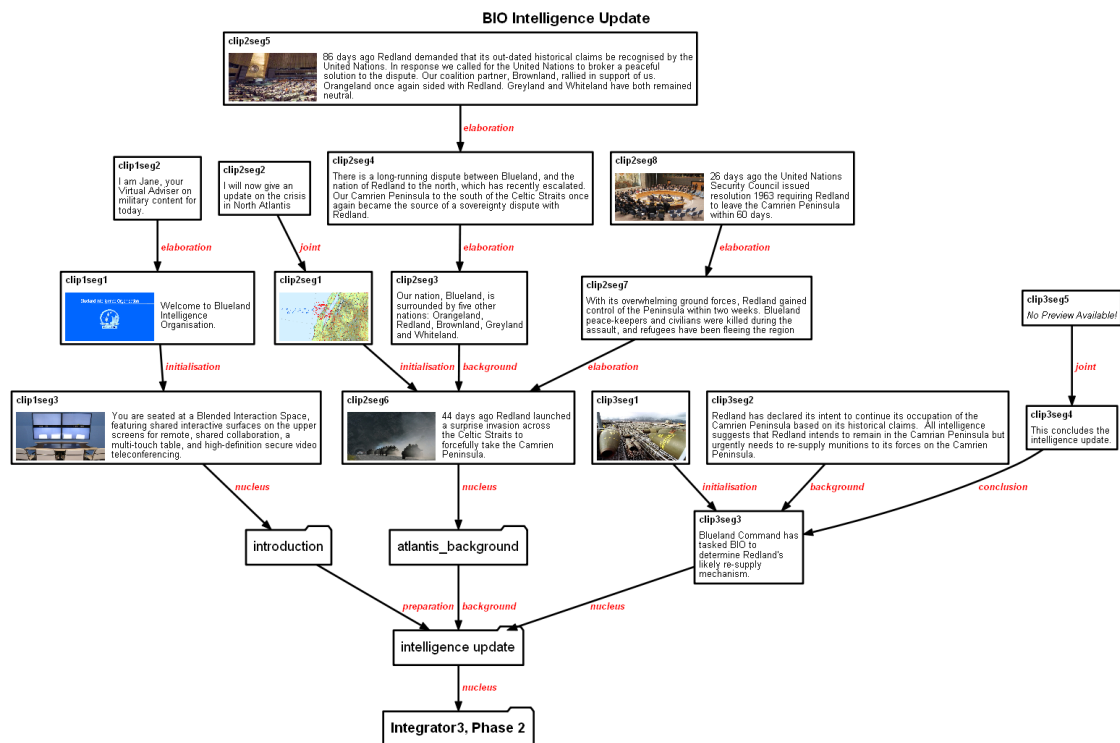 BIO Intelligence Update
clip2seg5
86 days ago Redland demanded that its out-dated historical claims be recognised by the
United Nations. In response we called for the United Nations to broker a peaceful
solution to the dispute. Our coalition partner, Brownland, rallied in support of us.
Orangeland once again sided with Redland. Greyland and Whiteland have both remained
neutral.
elaboration
clip1seg2
I am Jane, your
Virtual Adviser on
military content for
today.
clip2seg2
I will now give an
update on the crisis
in North Atlantis
clip2seg4
There is a long-running dispute between Blueland, and the
nation of Redland to the north, which has recently escalated.
Our Camrien Peninsula to the south of the Celtic Straits once
again became the source of a sovereignty dispute with
Redland.
clip2seg8
26 days ago the United Nations
Security Council issued
resolution 1963 requiring Redland
to leave the Camrien Peninsula
within 60 days.
elaboration
joint
elaboration
elaboration
clip1seg1
Welcome to Blueland
Intelligence
Organisation.
clip2seg1
clip2seg3
Our nation, Blueland, is
surrounded by five other
nations: Orangeland,
Redland, Brownland, Greyland
and Whiteland.
clip2seg7
With its overwhelming ground forces, Redland gained
control of the Peninsula within two weeks. Blueland
peace-keepers and civilians were killed during the
assault, and refugees have been fleeing the region
clip3seg5
No Preview Available!
initialisation
initialisation
background
elaboration
joint
clip1seg3
You are seated at a Blended Interaction Space,
featuring shared interactive surfaces on the upper
screens for remote, shared collaboration, a
multi-touch table, and high-definition secure video
teleconferencing.
clip2seg6
44 days ago Redland launched
a surprise invasion across
the Celtic Straits to
forcefully take the Camrien
Peninsula.
clip3seg1
clip3seg2
Redland has declared its intent to continue its occupation of the
Camrien Peninsula based on its historical claims. All intelligence
suggests that Redland intends to remain in the Camrian Peninsula but
urgently needs to re-supply munitions to its forces on the Camrien
Peninsula.
clip3seg4
This concludes the
intelligence update.
nucleus
nucleus
initialisation
background
conclusion
introduction
atlantis_background
clip3seg3
Blueland Command has
tasked BIO to
determine Redland's
likely re-supply
mechanism.
preparation
background
nucleus
intelligence update
nucleus
Integrator3, Phase 2